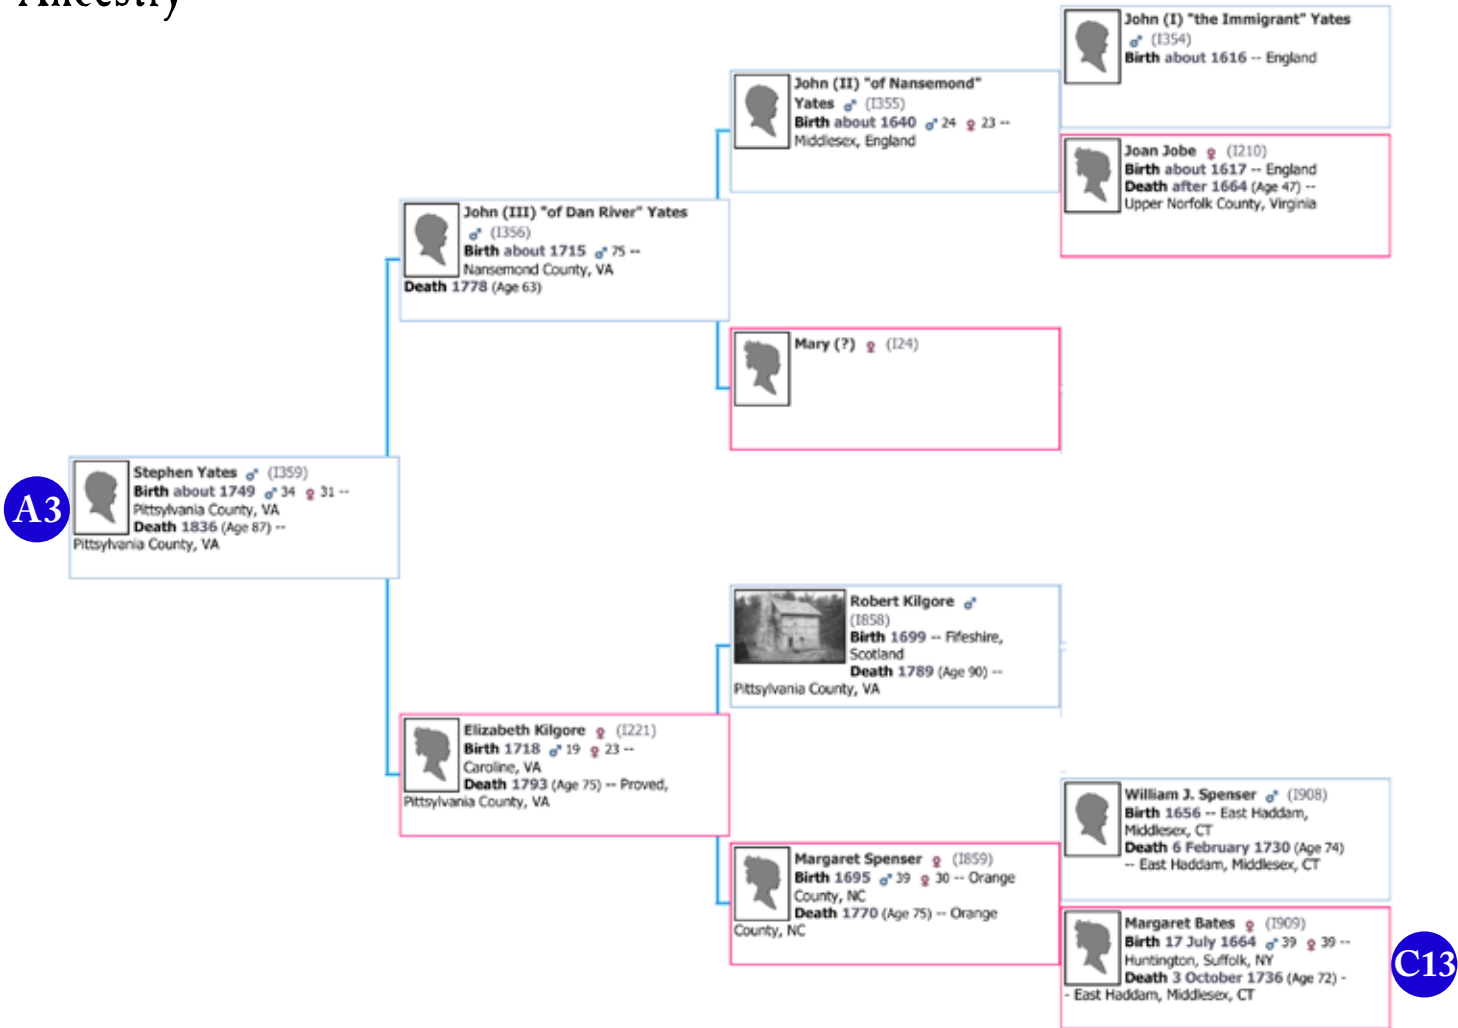 Ancestry
John (I) "the Immigrant" Yates
♂ (I354)
Birth about 1616 -- England
John (II) "of Nansemond"
Yates ♂ (I355)
Birth about 1640 ♂ 24 ♀ 23 --
Middlesex, England
Joan Jobe ♀ (I210)
Birth about 1617 -- England
Death after 1664 (Age 47) --
Upper Norfolk County, Virginia
John (III) "of Dan River" Yates
♂ (I356)
Birth about 1715 ♂ 75 --
Nansemond County, VA
Death 1778 (Age 63)
Mary (?) ♀ (I24)
A3
Stephen Yates ♂ (I359)
Birth about 1749 ♂ 34 ♀ 31 --
Pittsylvania County, VA
Death 1836 (Age 87) --
Pittsylvania County, VA
Robert Kilgore ♂
(I858)
Birth 1699 -- Fifeshire,
Scotland
Death 1789 (Age 90) --
Pittsylvania County, VA
Elizabeth Kilgore ♀ (I221)
Birth 1718 ♂ 19 ♀ 23 --
Caroline, VA
Death 1793 (Age 75) -- Proved,
Pittsylvania County, VA
William J. Spenser ♂ (I908)
Birth 1656 -- East Haddam,
Middlesex, CT
Death 6 February 1730 (Age 74)
-- East Haddam, Middlesex, CT
Margaret Spenser ♀ (I859)
Birth 1695 ♂ 39 ♀ 30 -- Orange
County, NC
Death 1770 (Age 75) -- Orange
County, NC
Margaret Bates ♀ (I909)
Birth 17 July 1664 ♂ 39 ♀ 39 --
Huntington, Suffolk, NY
Death 3 October 1736 (Age 72) -
- East Haddam, Middlesex, CT
C13